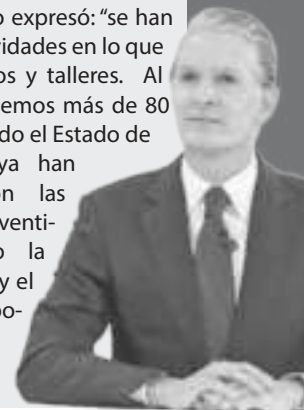 o expresó: “se han
vidades en lo que
os y talleres. Al
emos más de 80
do el Estado de
ya han
n las
venti-
o la
y el
po-